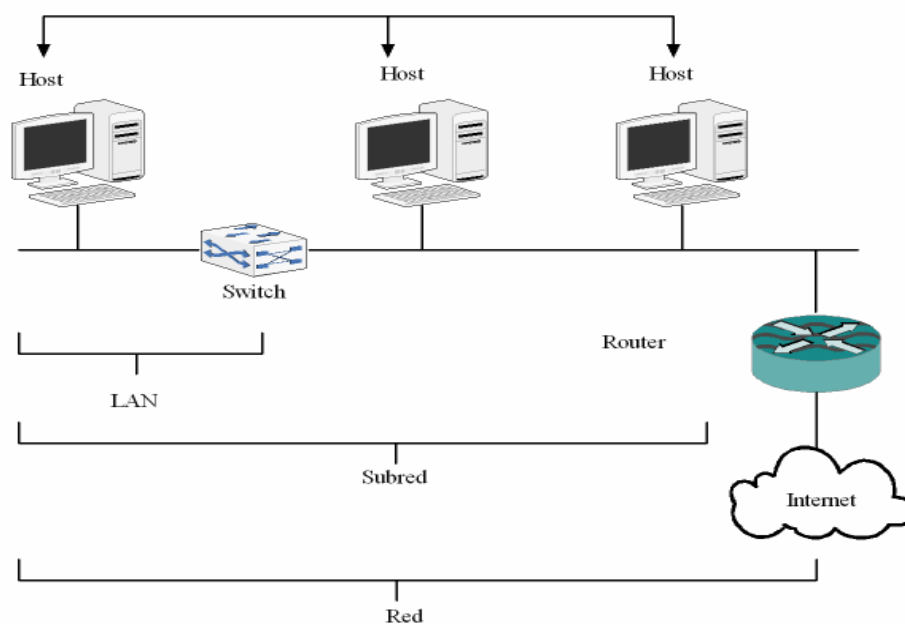 Host
Host
Host
Switch
Router
LAN
Subred
Internet
Red